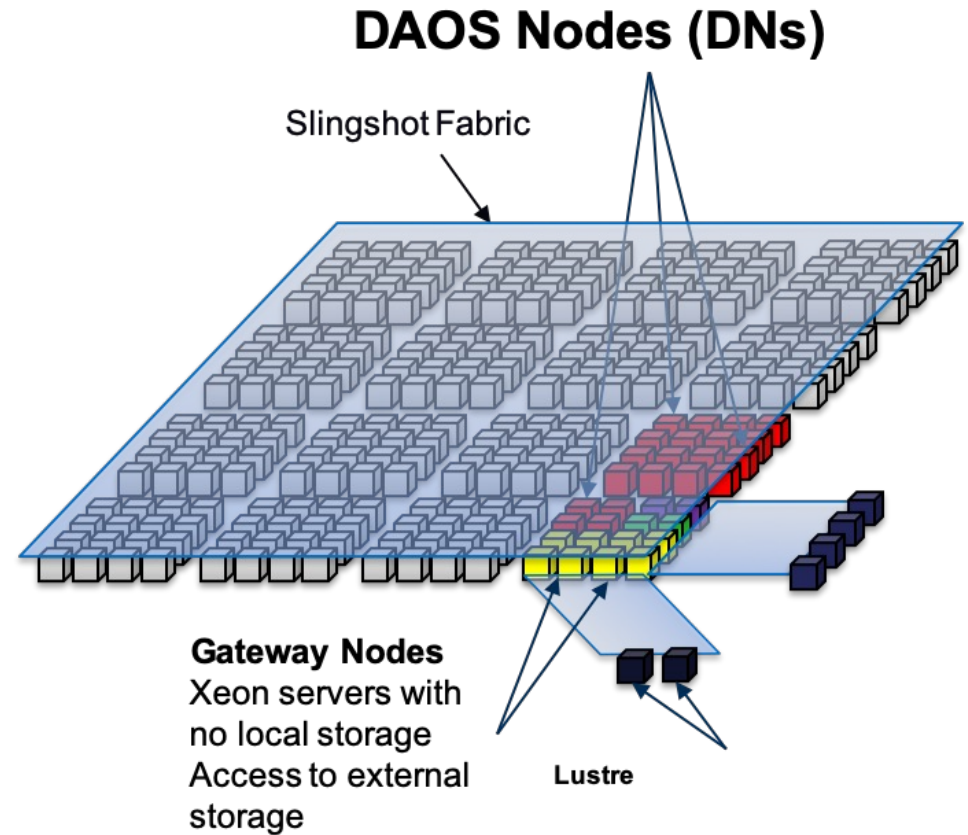 DAOS Nodes (DNs)
Slingshot Fabric
Gateway Nodes
Xeon servers with
no local storage
Access to external
storage
Lustre